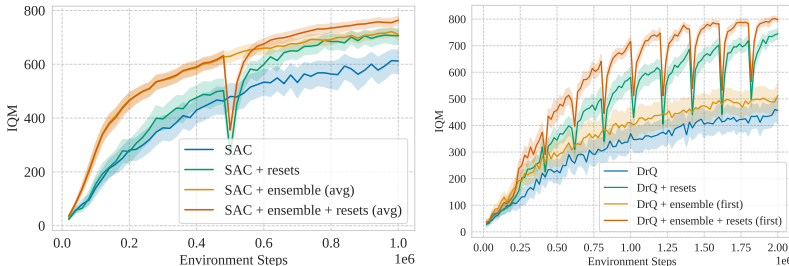 800
600
400
200
0
IQM
SAC
SAC + resets
SAC + ensemble (avg)
SAC + ensemble + resets (avg)
0.0
0.2
0.4
0.6
0.8
1.0
1e6
Environment Steps
800
700
600
500
400
300
200
100
0
IQM
DrQ
DrQ + resets
DrQ + ensemble (first)
DrQ + ensemble + resets (first)
0.00
0.25
0.50
0.75
1.00
1.25
1.50
1.75
2.00
1e6
Environment Steps